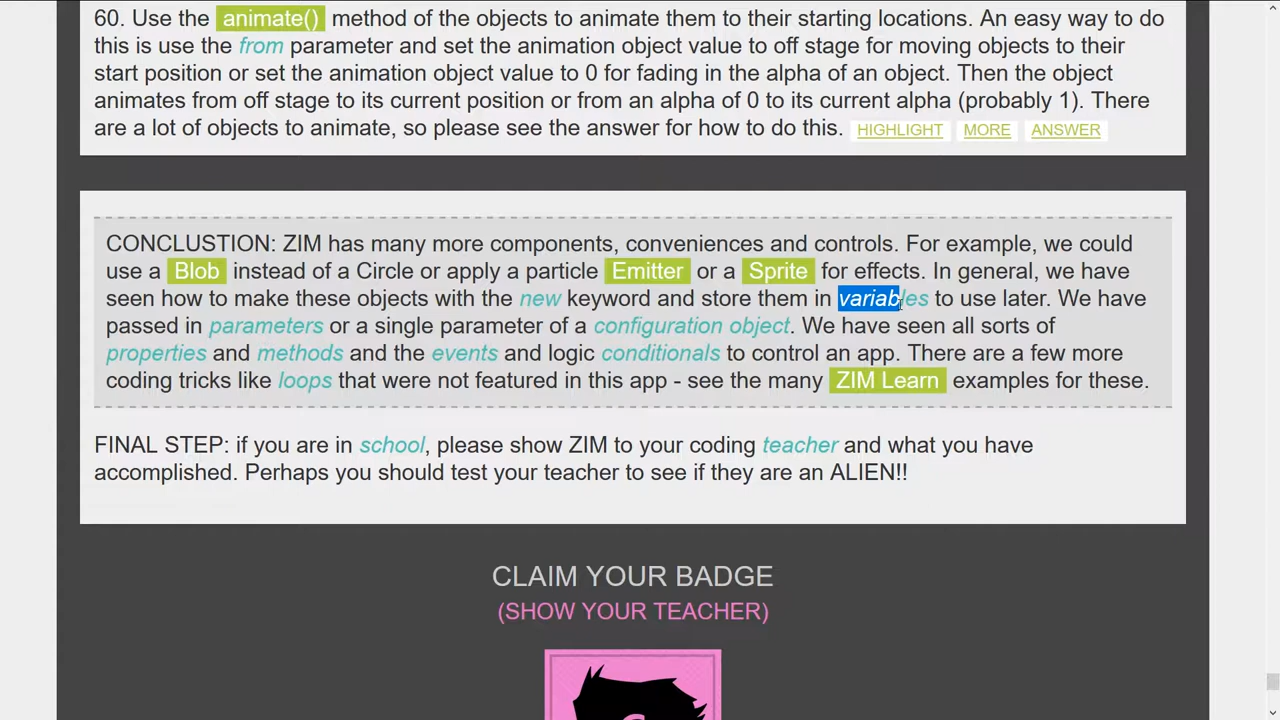 60. Use the animate() method of the objects to animate them to their starting locations. An easy way to do
this is use the from parameter and set the animation object value to off stage for moving objects to their
start position or set the animation object value to 0 for fading in the alpha of an object. Then the object
animates from off stage to its current position or from an alpha of 0 to its current alpha (probably 1). There
are a lot of objects to animate, so please see the answer for how to do this. HIGHLIGHT MORE ANSWER
CONCLUSTION: ZIM has many more components, conveniences and controls. For example, we could
use a Blob instead of a Circle or apply a particle Emitter or a Sprite for effects. In general, we have
seen how to make these objects with the new keyword and store them in variables to use later. We have
passed in parameters or a single parameter of a configuration object. We have seen all sorts of
properties and methods and the events and logic conditionals to control an app. There are a few more
coding tricks like loops that were not featured in this app - see the many ZIM Learn examples for these.
FINAL STEP: if you are in school, please show ZIM to your coding teacher and what you have
accomplished. Perhaps you should test your teacher to see if they are an ALIEN!!
CLAIM YOUR BADGE
(SHOW YOUR TEACHER)